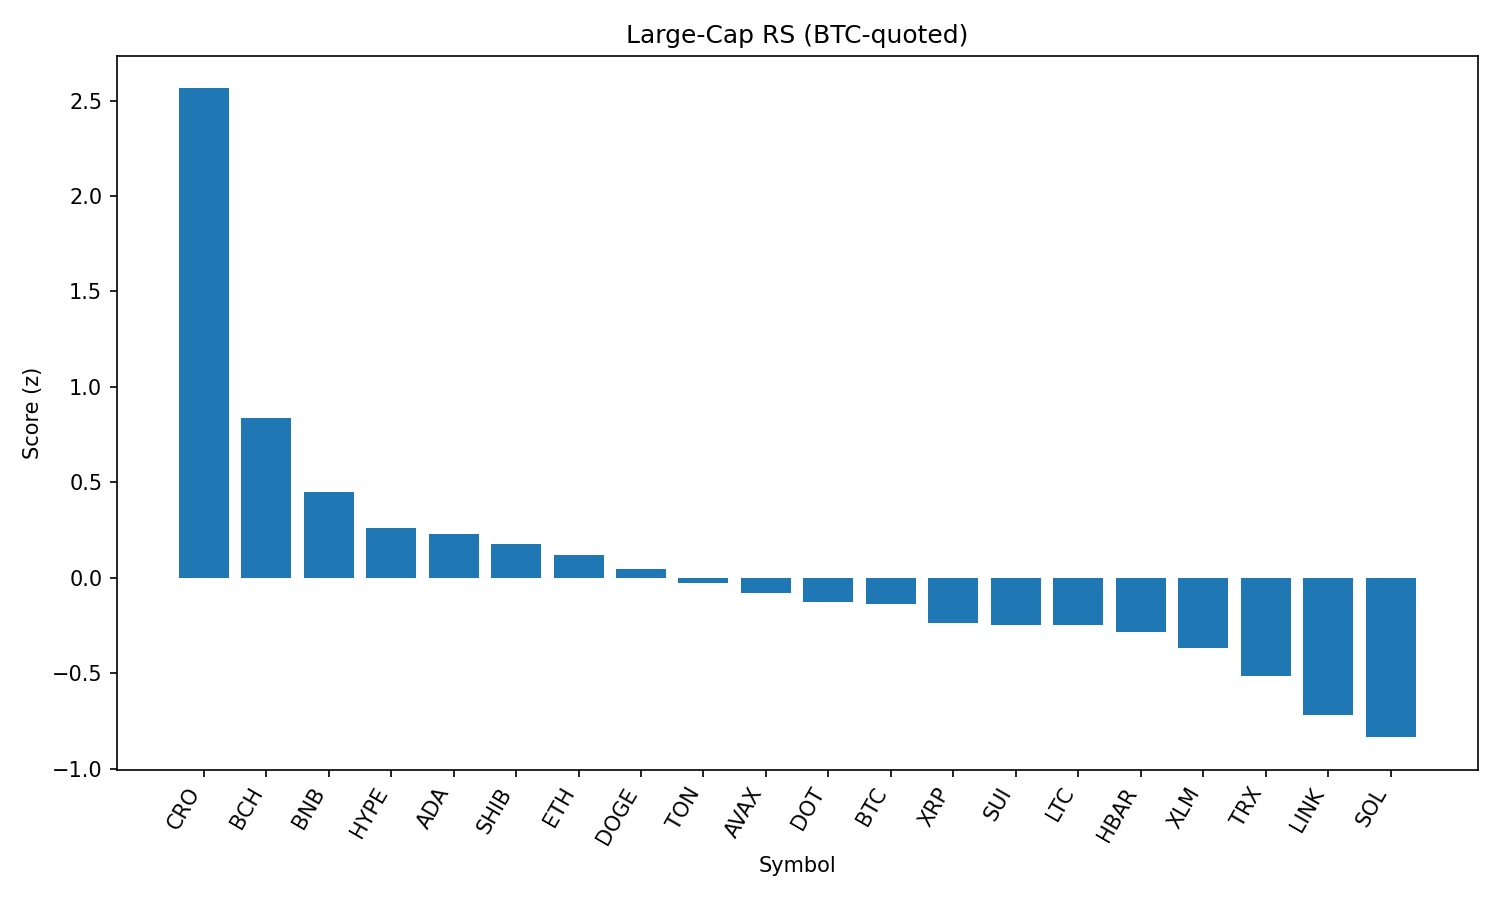 Large-Cap RS (BTC-quoted)
Score (z)
2.5
2.0
1.5
1.0
0.5
0.0
−0.5
−1.0
CRO
BCH
BNB
HYPE
ADA
SHIB
ETH
DOGE
TON
AVAX
DOT
BTC
XRP
SUI
LTC
HBAR
XLM
TRX
LINK
SOL
Symbol